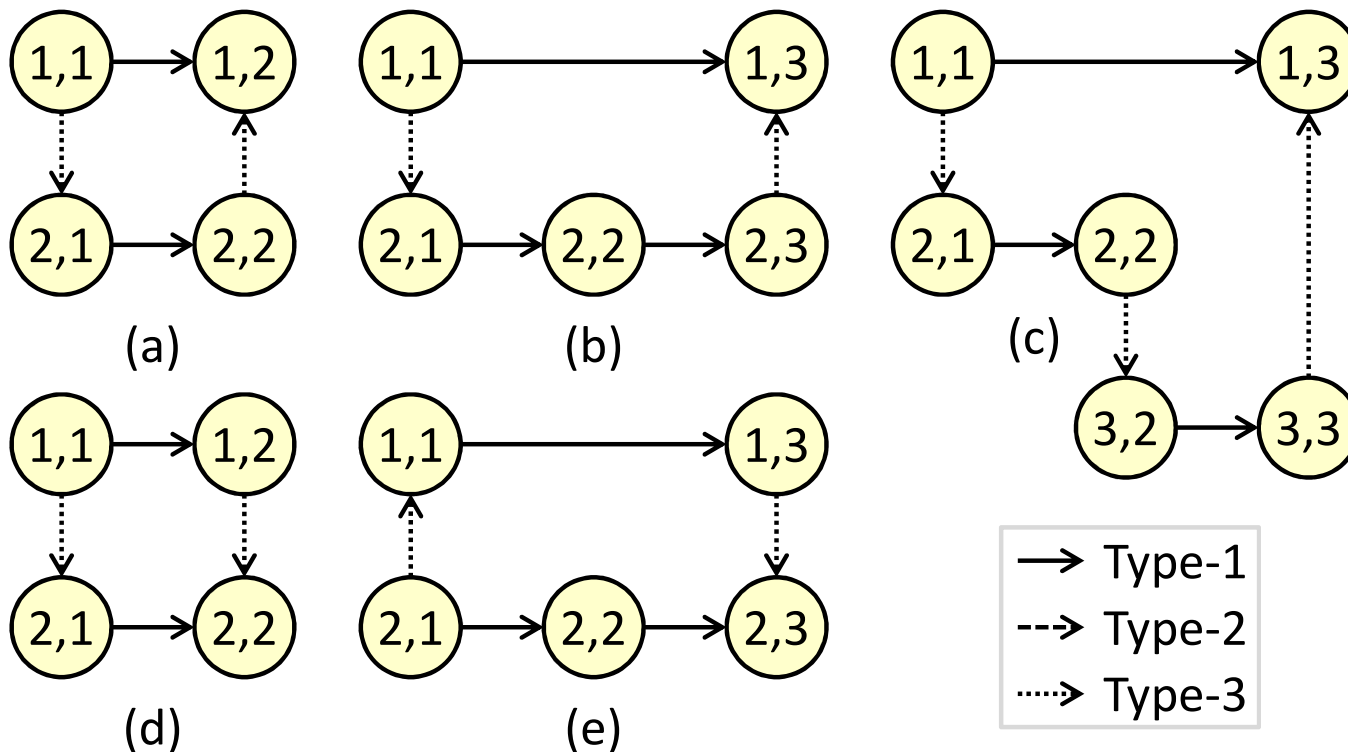 1,1 1,2 1,1 1,3 1,1 1,3
2,1 2,2 2,1 2,2 2,3 2,1 2,2
(a) (b) (c)
3,2 3,3
1,1 1,2 1,1 1,3
2,1 2,2 2,1 2,2 2,3
(d) (e)
Type-1
Type-2
Type-3